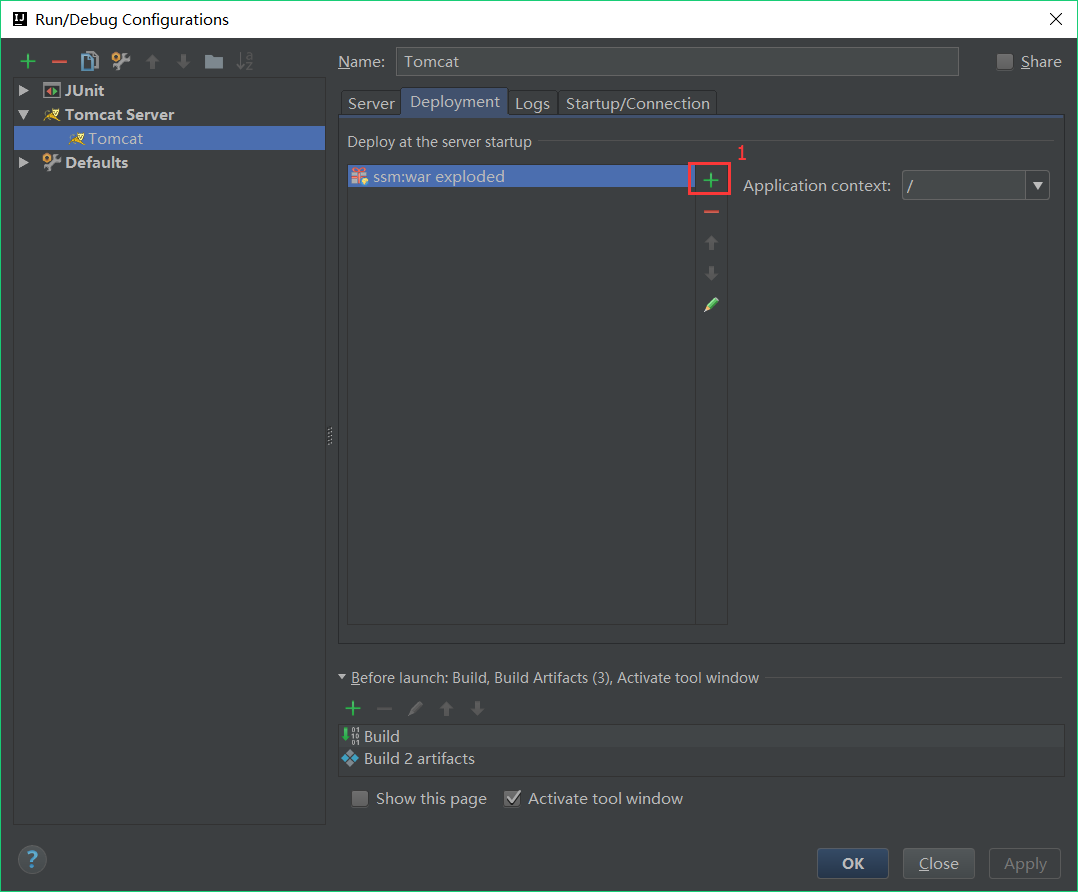 Run/Debug Configurations
Name: Tomcat
Share
JUnit
Tomcat Server
Tomcat
Defaults
Server
Deployment
Logs
Startup/Connection
Deploy at the server startup
ssm:war exploded
1
Application context: /
Before launch: Build, Build Artifacts (3), Activate tool window
Build
Build 2 artifacts
Show this page
Activate tool window
?
OK
Close
Apply